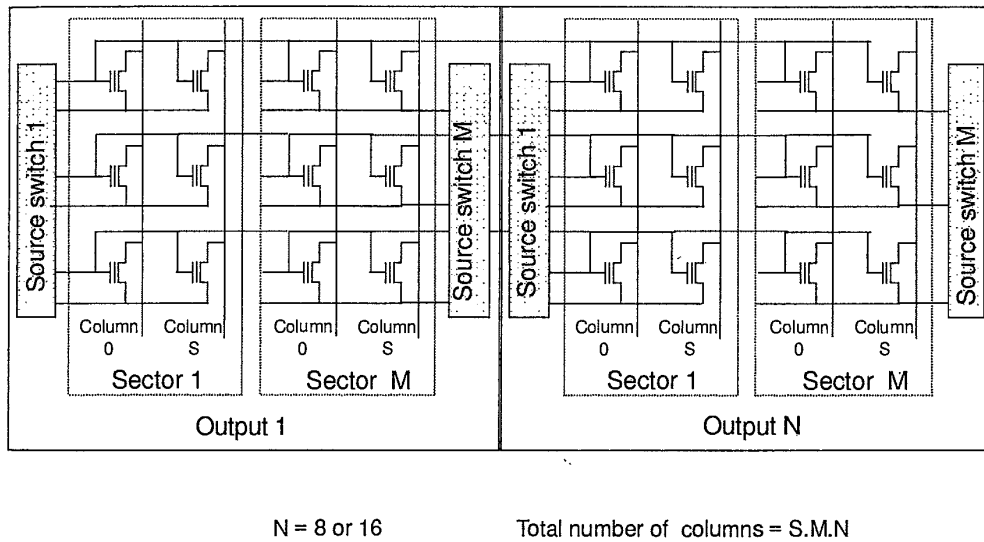 Source switch 1
Source switch M
Source switch 1
Source switch M
Column 0
Column S
Column 0
Column S
Column 0
Column S
Column 0
Column S
Sector 1
Sector M
Sector 1
Sector M
Output 1
Output N
N = 8 or 16
Total number of columns = S.M.N